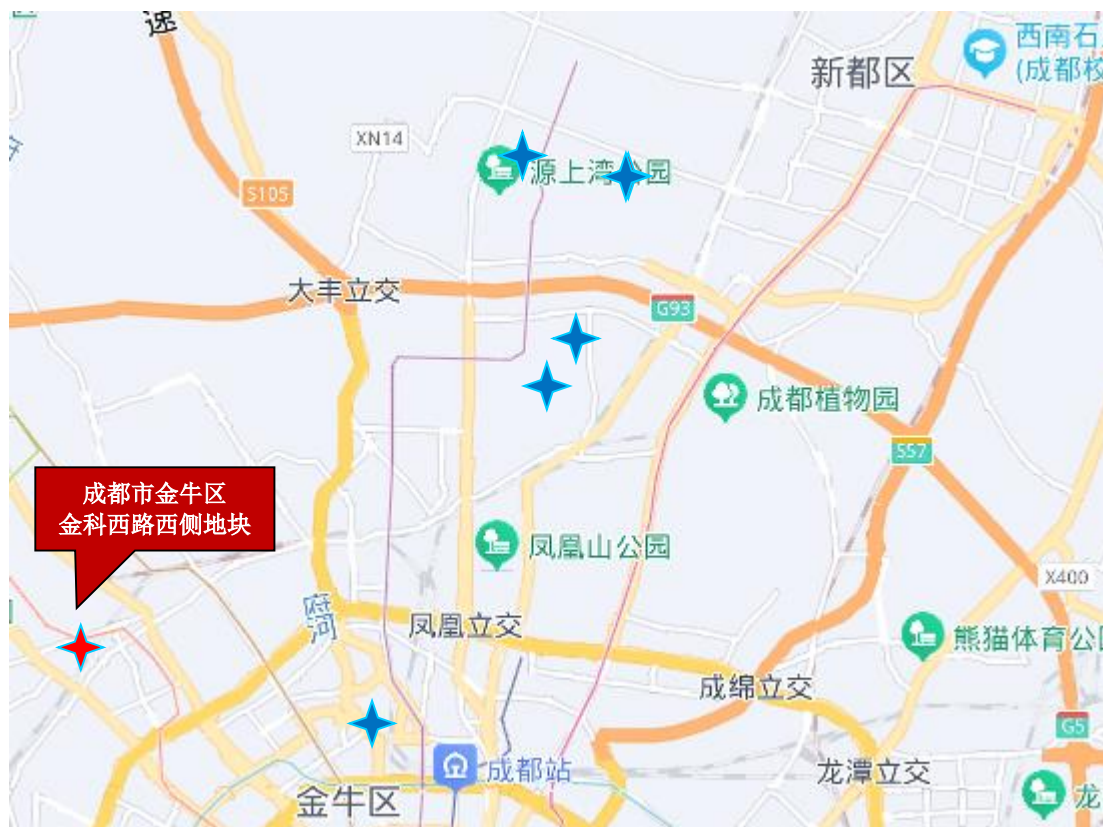 速
西南石
(成都校
新都区
XN14
源上湾公园
S105
大丰立交
G93
成都植物园
S57
成都市金牛区
金科西路西侧地块
凤凰山公园
X400
府河
凤凰立交
熊猫体育公
成绵立交
G5
成都站
龙潭立交
金牛区
龙